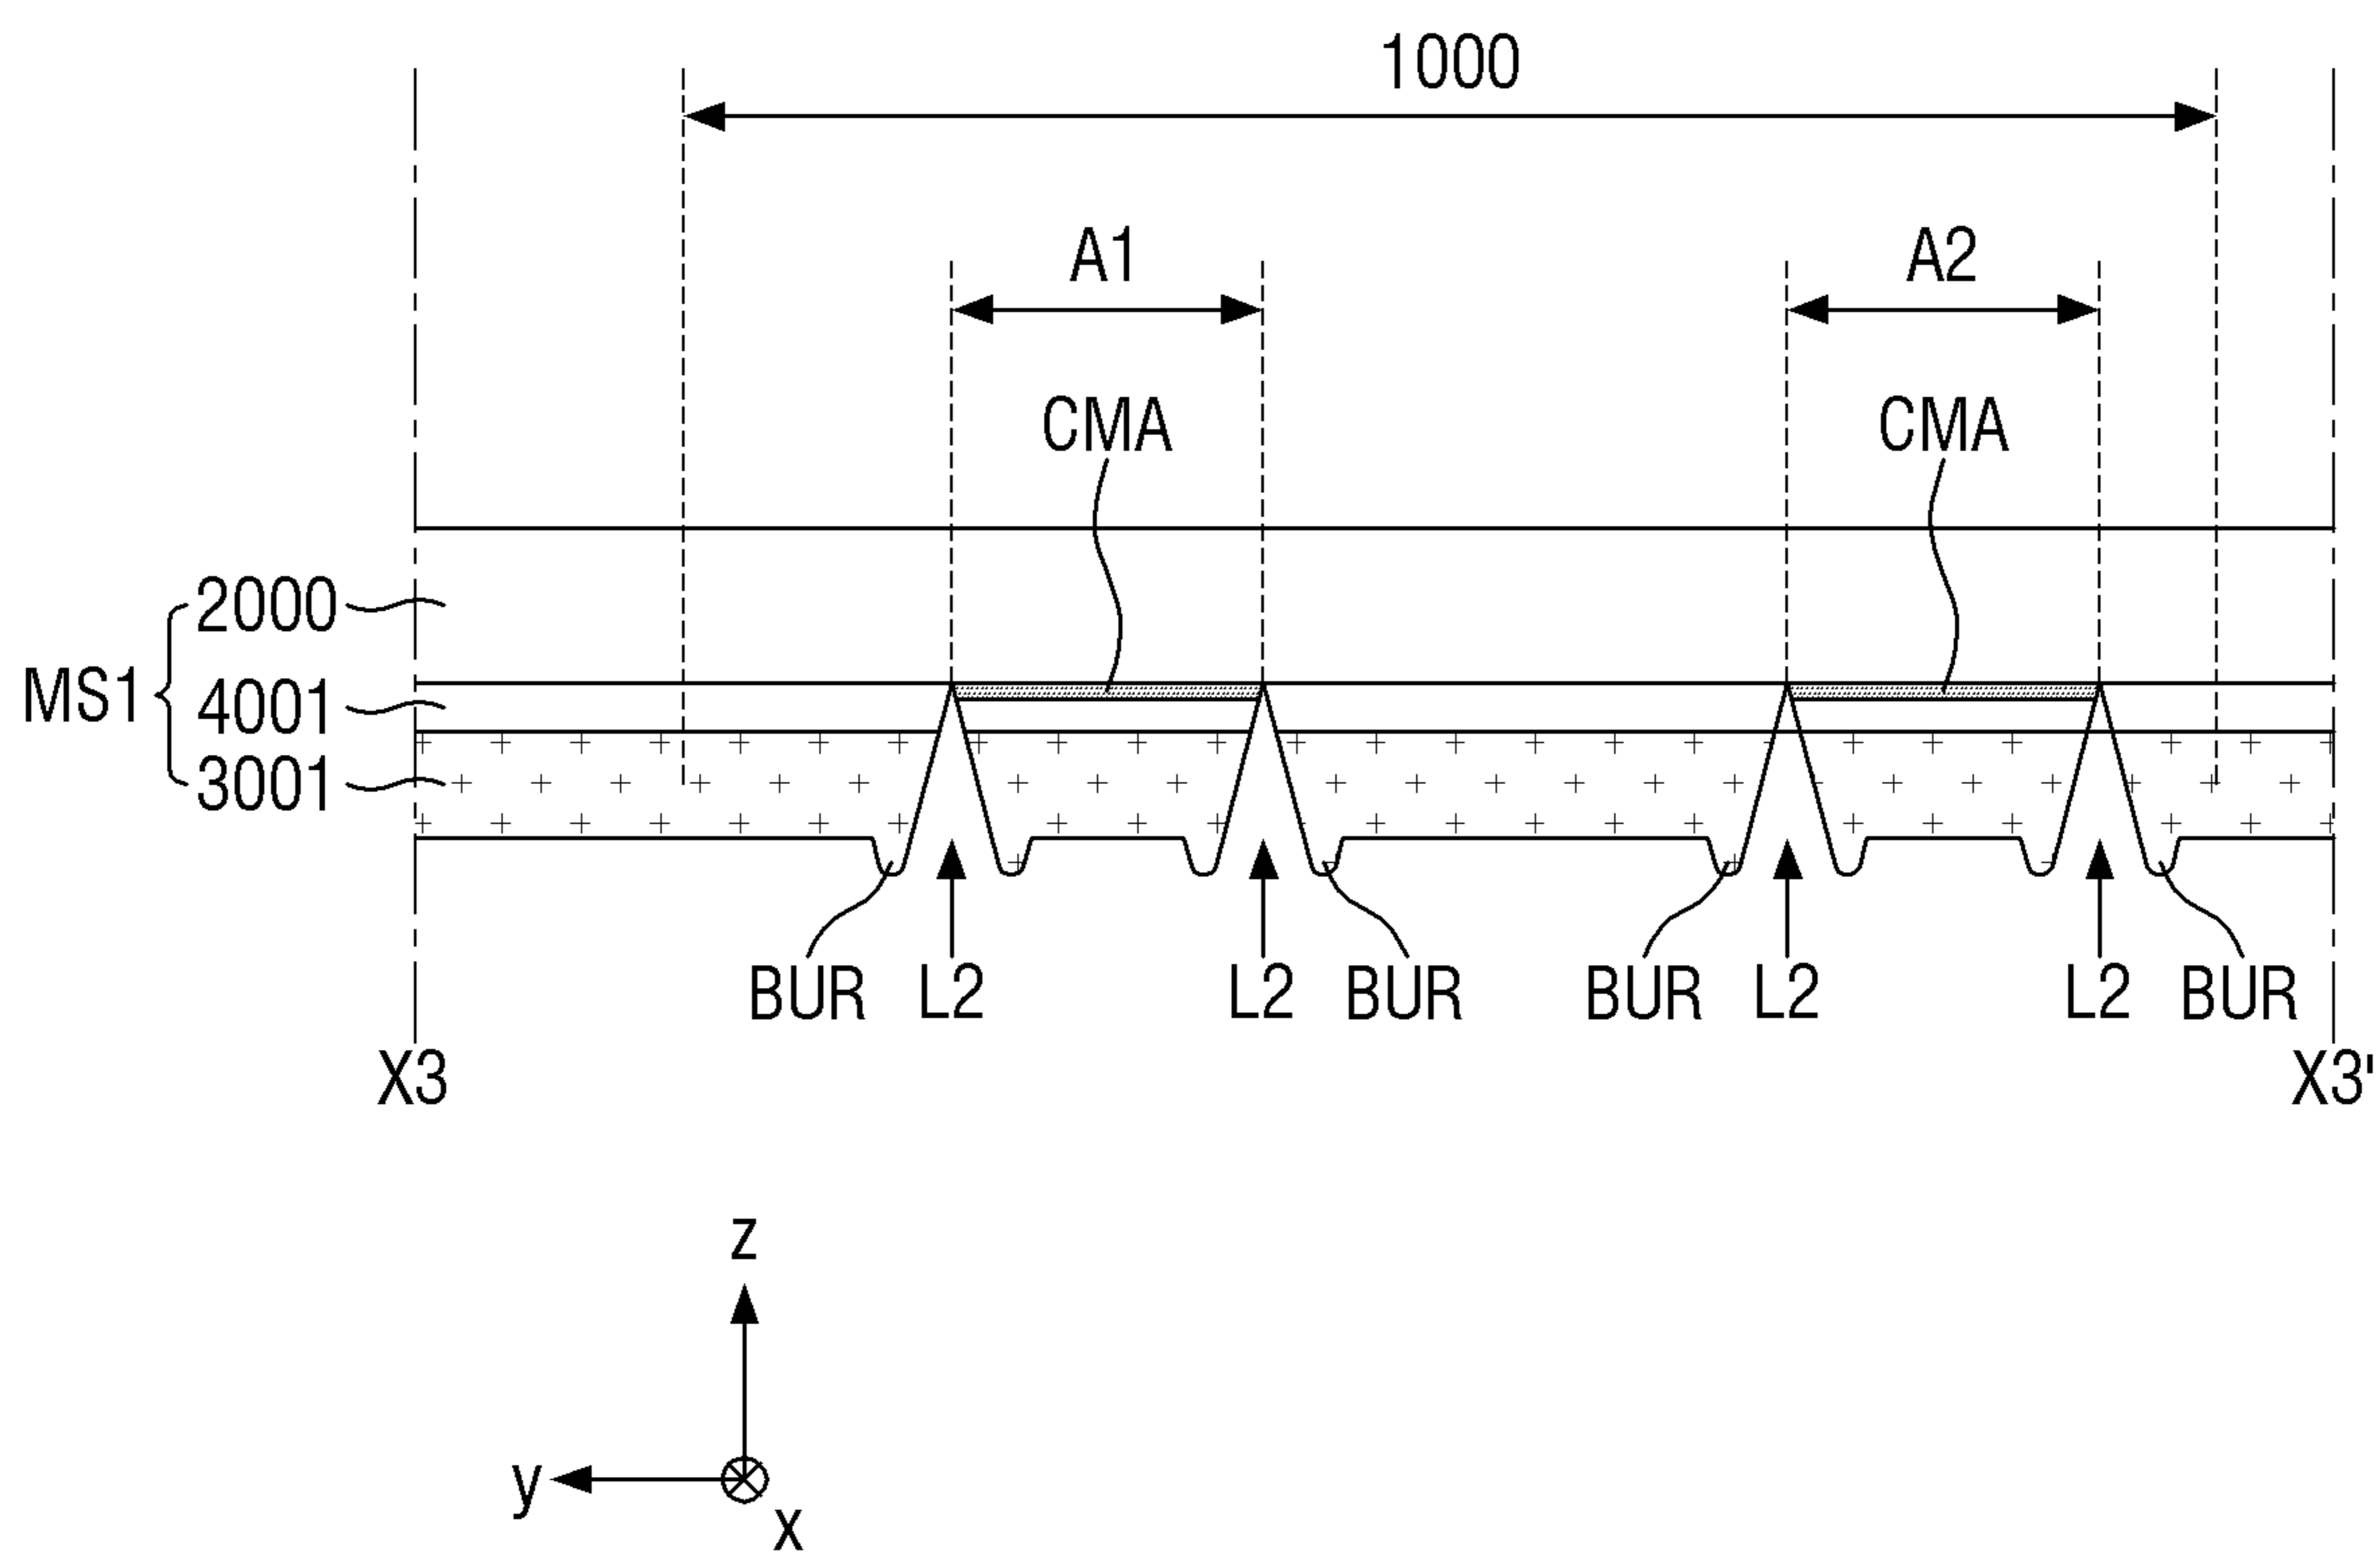 1000
A1 A2
CMA CMA
2000
MS1 4001
3001
BUR L2 L2 BUR BUR L2 L2 BUR
X3 X3'
z
y
x